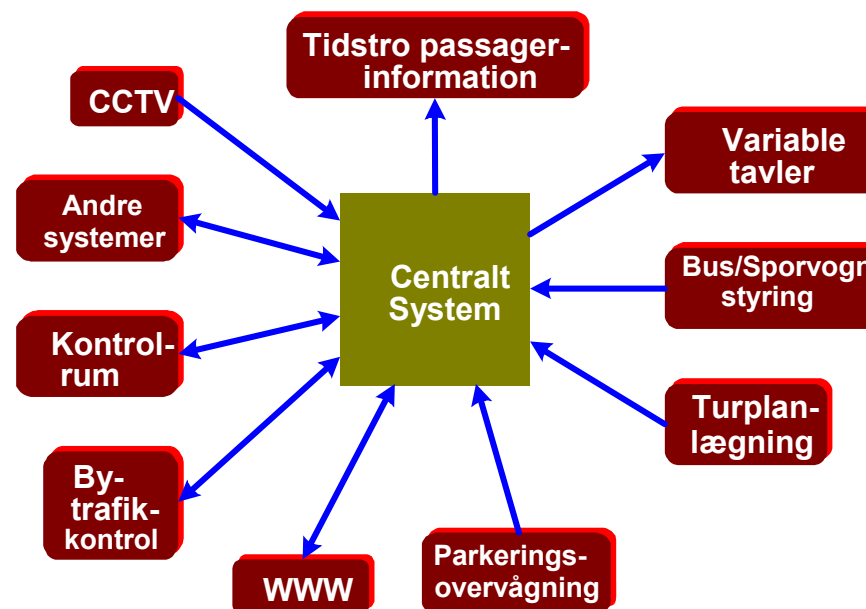 Tidstro passager-
information
CCTV
Variable
tavler
Andre
systemer
Centralt
System
Bus/Sporvogn
styring
Kontrol-
rum
Turplan-
lægning
By-
trafik-
kontrol
WWW
Parkerings-
overvågning